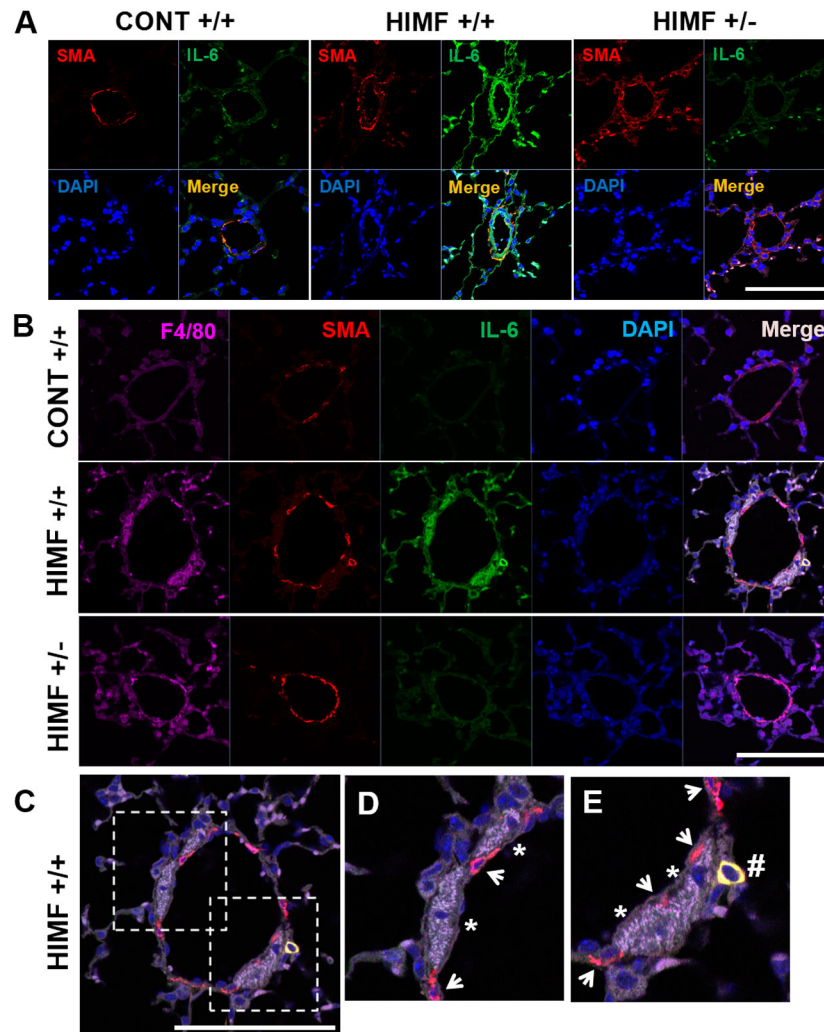 A
CONT +/+ HIMF +/+ HIMF +/-
SMA IL-6 SMA IL-6 SMA IL-6
DAPI Merge DAPI Merge DAPI Merge
B
F4/80 SMA IL-6 DAPI Merge
CONT +/+
HIMF +/+
HIMF +/-
C D E
HIMF +/+
* * * * #